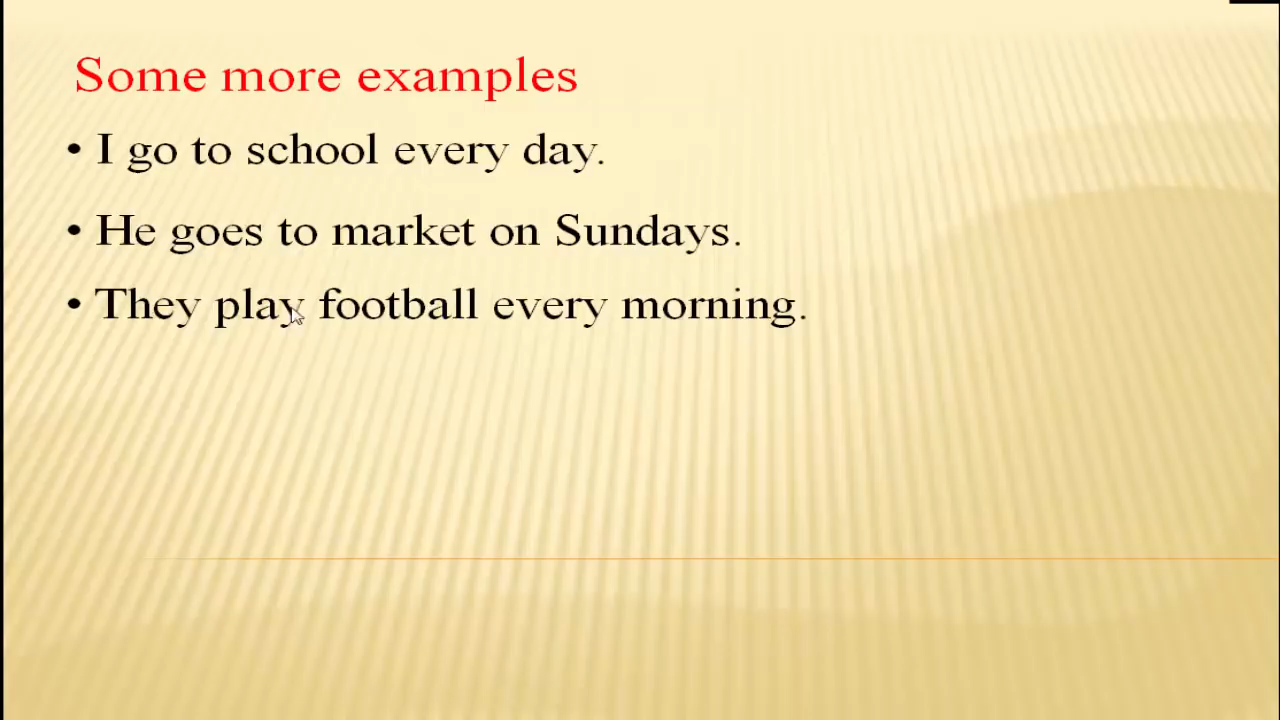 Some more examples
• I go to school every day.
• He goes to market on Sundays.
• They play football every morning.